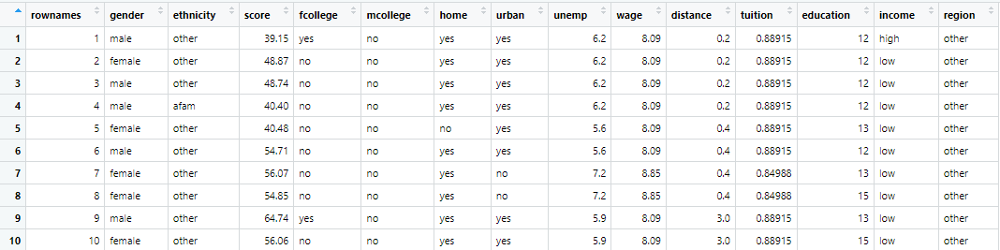 rownames gender ethnicity score fcollege mcollege home urban unemp wage distance tuition education income region
1 1 male other 39.15 yes no yes yes 6.2 8.09 0.2 0.88915 12 high other
2 2 female other 48.87 no no yes yes 6.2 8.09 0.2 0.88915 12 low other
3 3 male other 48.74 no no yes yes 6.2 8.09 0.2 0.88915 12 low other
4 4 male afam 40.40 no no yes yes 6.2 8.09 0.2 0.88915 12 low other
5 5 female other 40.48 no no no yes 5.6 8.09 0.4 0.88915 13 low other
6 6 male other 54.71 no no yes yes 5.6 8.09 0.4 0.88915 12 low other
7 7 female other 56.07 no no yes no 7.2 8.85 0.4 0.84988 13 low other
8 8 female other 54.85 no no yes no 7.2 8.85 0.4 0.84988 15 low other
9 9 male other 64.74 yes no yes yes 5.9 8.09 3.0 0.88915 13 low other
10 10 female other 56.06 no no yes yes 5.9 8.09 3.0 0.88915 15 low other